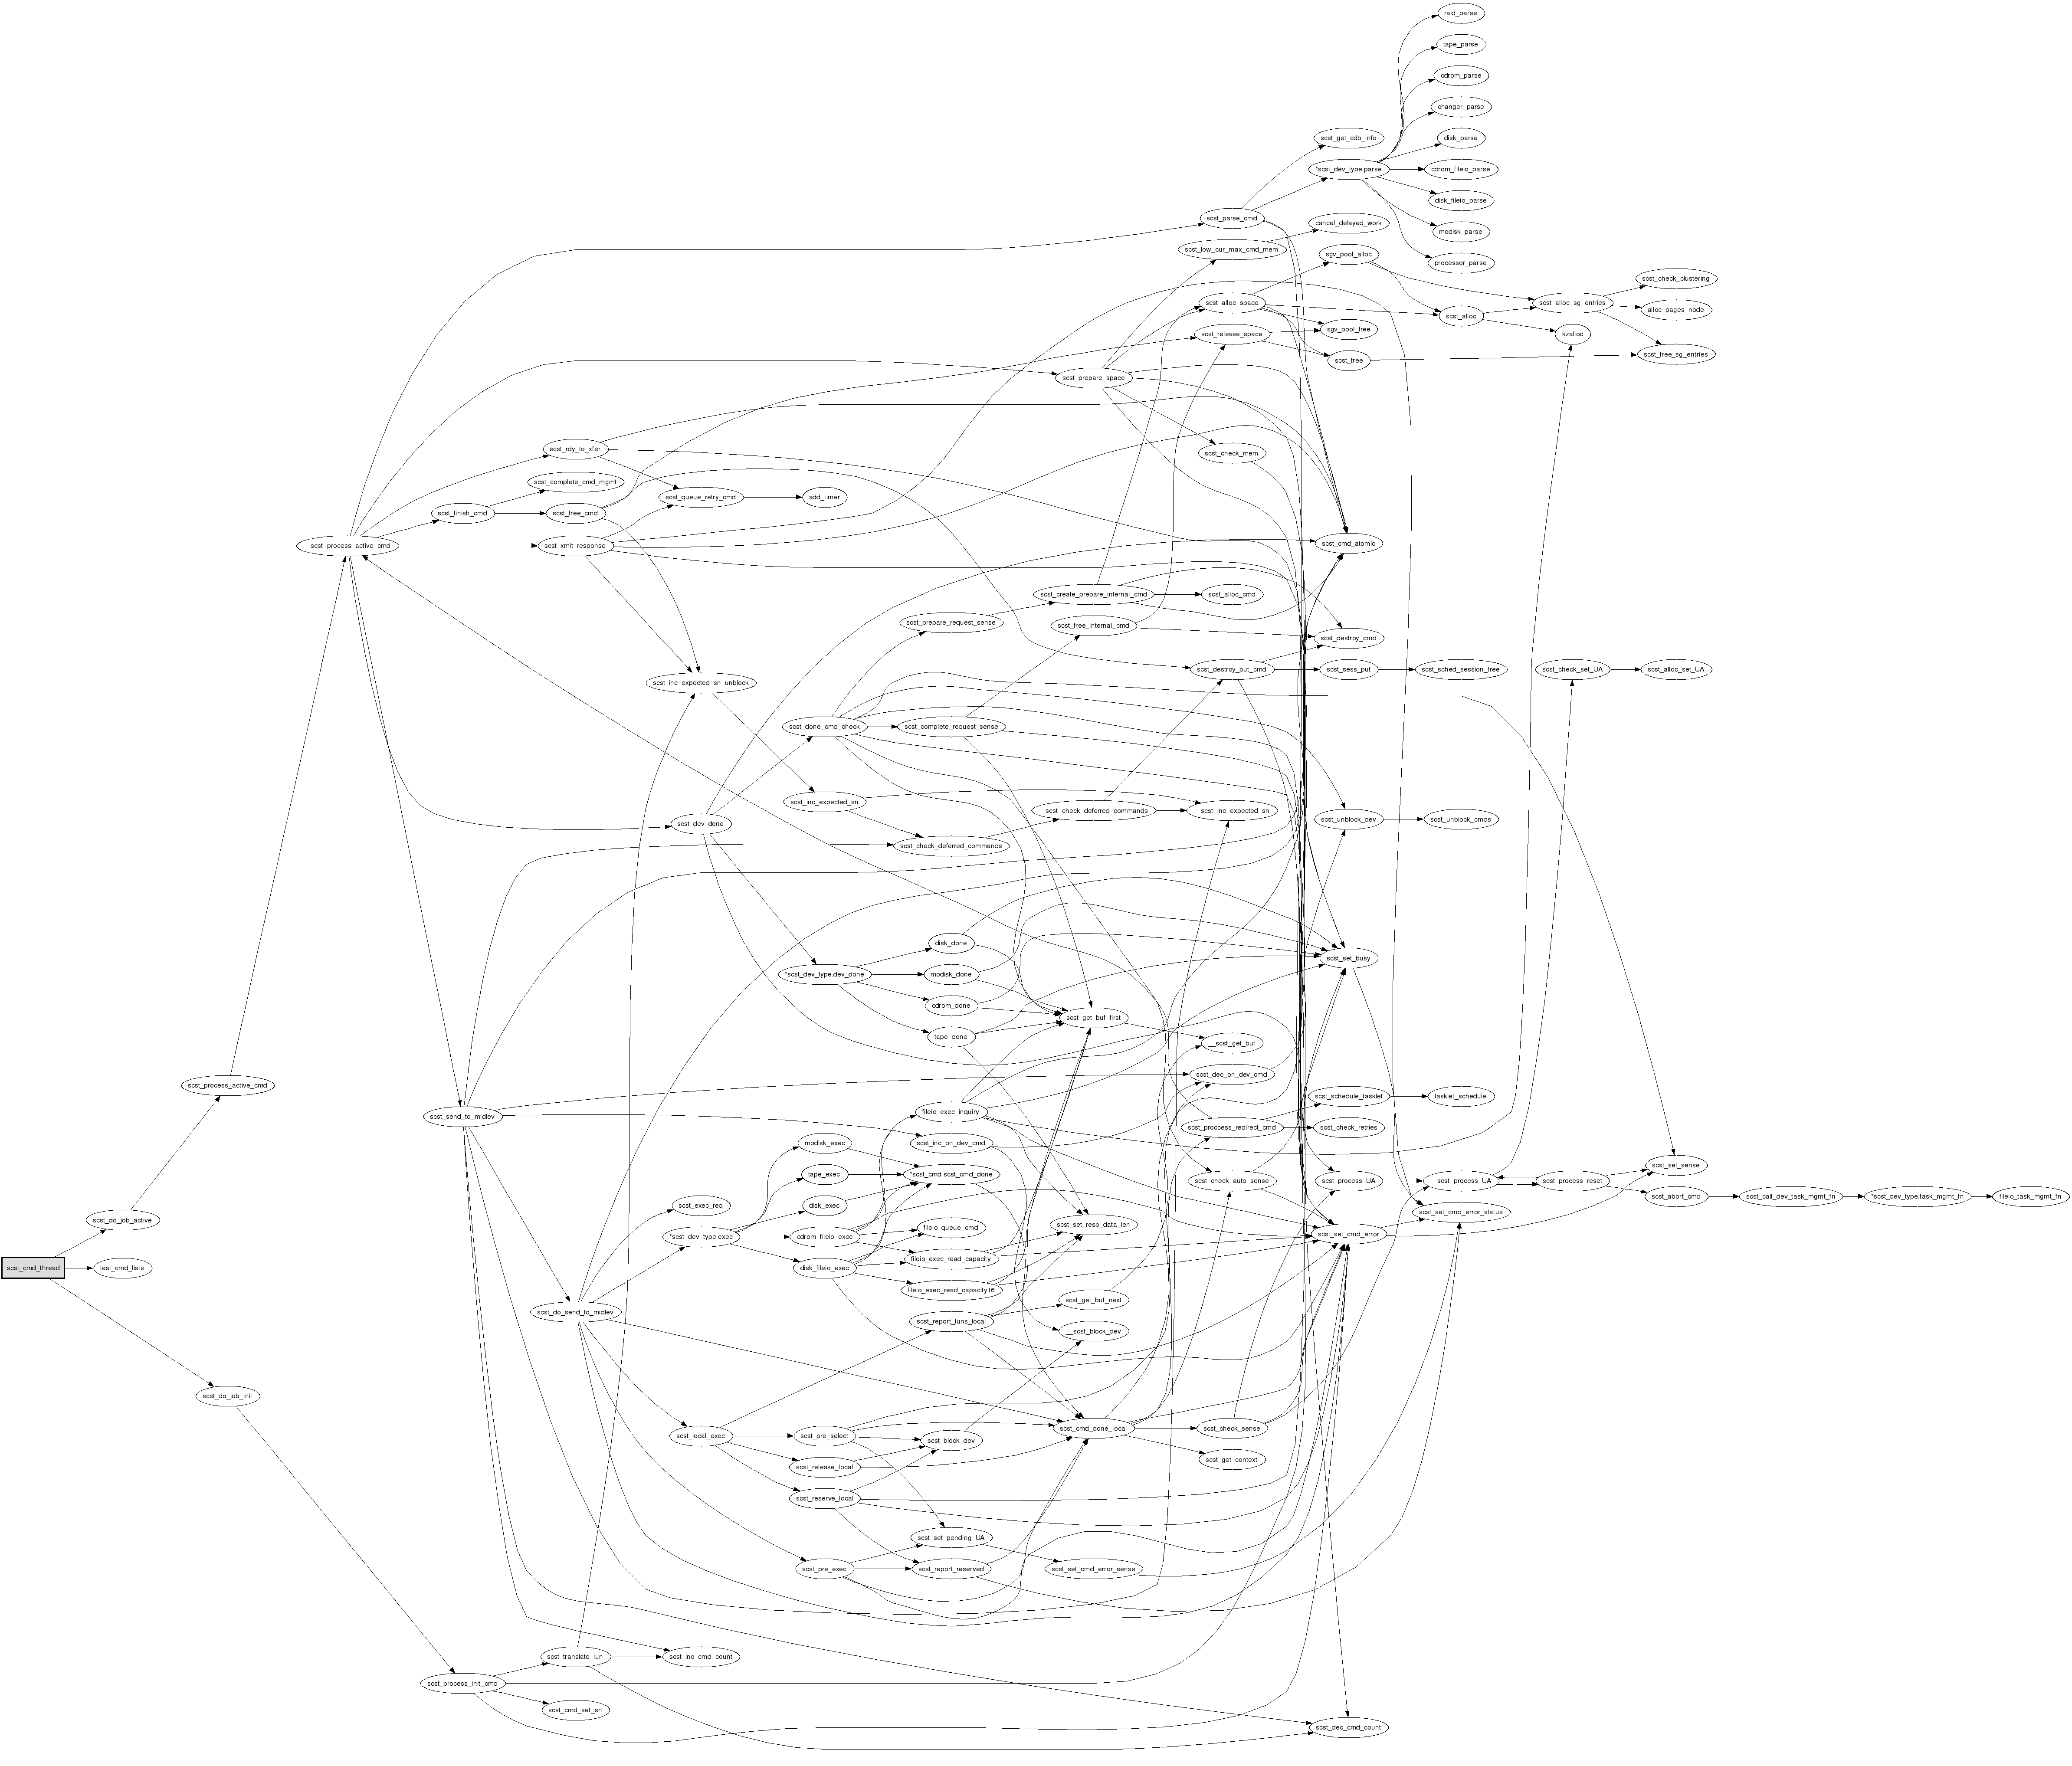 raid_parse
tape_parse
cdrom_parse
changer_parse
scst_get_cdb_info
disk_parse
*scst_dev_type.parse
cdrom_fileio_parse
disk_fileio_parse
scst_parse_cmd
cancel_delayed_work
modisk_parse
scst_low_cur_max_cmd_mem
sgv_pool_alloc
processor_parse
scst_check_clustering
scst_alloc_space
scst_alloc_sg_entries
alloc_pages_node
scst_alloc
scst_release_space
sgv_pool_free
kzalloc
scst_free
scst_free_sg_entries
scst_prepare_space
scst_rdy_to_xfer
scst_check_mem
scst_complete_cmd_mgmt
scst_queue_retry_cmd
add_timer
scst_finish_cmd
scst_free_cmd
__scst_process_active_cmd
scst_xmit_response
scst_cmd_atomic
scst_create_prepare_internal_cmd
scst_alloc_cmd
scst_prepare_request_sense
scst_free_internal_cmd
scst_destroy_cmd
scst_destroy_put_cmd
scst_sess_put
scst_sched_session_free
scst_check_set_UA
scst_alloc_set_UA
scst_inc_expected_sn_unblock
scst_done_cmd_check
scst_complete_request_sense
scst_inc_expected_sn
__scst_check_deferred_commands
__scst_inc_expected_sn
scst_unblock_dev
scst_unblock_cmds
scst_dev_done
scst_check_deferred_commands
disk_done
scst_set_busy
*scst_dev_type.dev_done
modisk_done
cdrom_done
scst_get_buf_first
tape_done
__scst_get_buf
scst_dec_on_dev_cmd
scst_process_active_cmd
scst_schedule_tasklet
tasklet_schedule
scst_send_to_midlev
fileio_exec_inquiry
scst_proccess_redirect_cmd
scst_check_retries
modisk_exec
scst_inc_on_dev_cmd
scst_set_sense
tape_exec
*scst_cmd.scst_cmd_done
scst_check_auto_sense
scst_process_UA
__scst_process_UA
scst_process_reset
scst_abort_cmd
scst_call_dev_task_mgmt_fn
*scst_dev_type.task_mgmt_fn
fileio_task_mgmt_fn
scst_exec_req
disk_exec
scst_set_cmd_error_status
scst_do_job_active
scst_set_resp_data_len
fileio_queue_cmd
*scst_dev_type.exec
cdrom_fileio_exec
scst_set_cmd_error
fileio_exec_read_capacity
scst_cmd_thread
test_cmd_lists
disk_fileio_exec
fileio_exec_read_capacity16
scst_get_buf_next
scst_do_send_to_midlev
scst_report_luns_local
__scst_block_dev
scst_do_job_init
scst_cmd_done_local
scst_check_sense
scst_local_exec
scst_pre_select
scst_block_dev
scst_get_context
scst_release_local
scst_reserve_local
scst_set_pending_UA
scst_pre_exec
scst_report_reserved
scst_set_cmd_error_sense
scst_translate_lun
scst_inc_cmd_count
scst_process_init_cmd
scst_cmd_set_sn
scst_dec_cmd_count